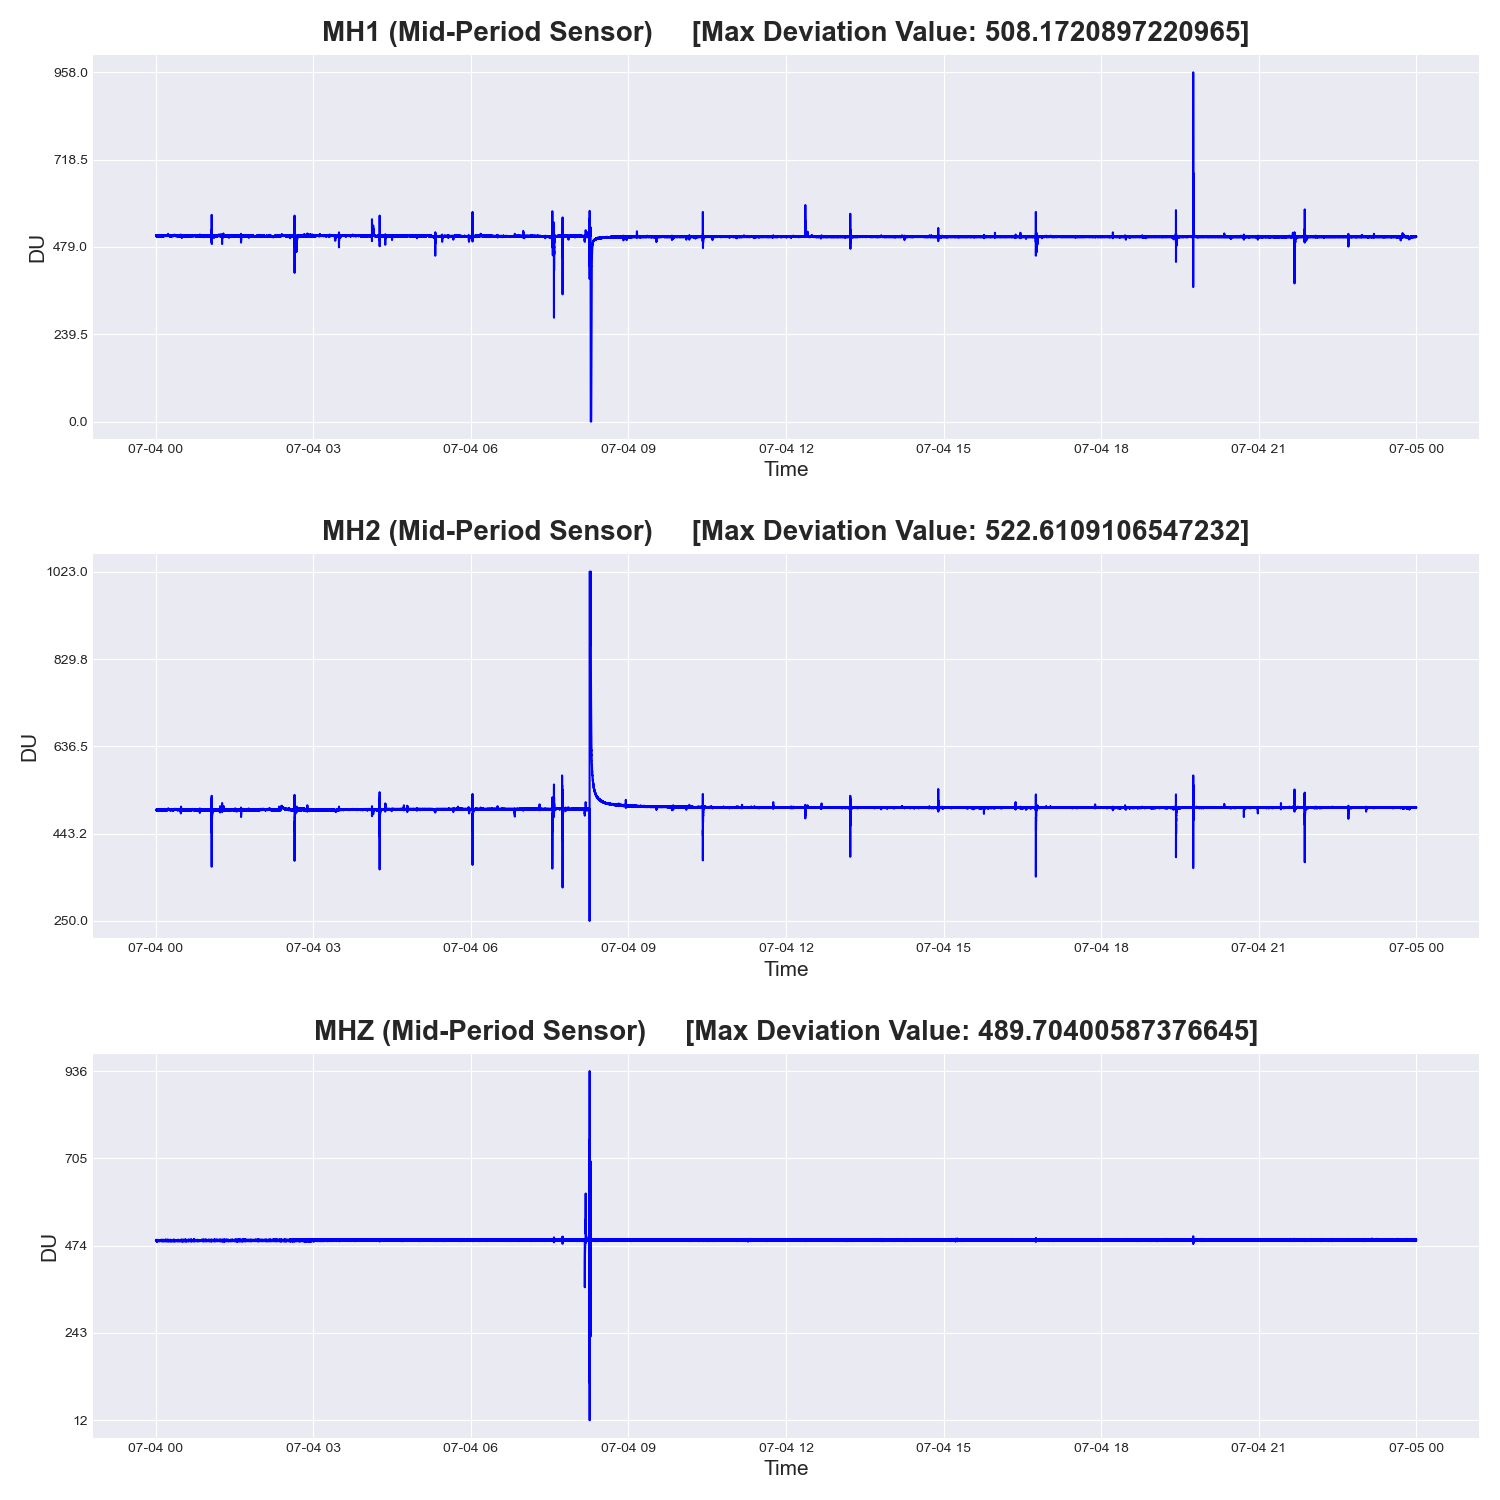 MH1 (Mid-Period Sensor)     [Max Deviation Value: 508.1720897220965]
958.0
718.5
479.0
239.5
0.0
DU
07-04 00 07-04 03 07-04 06 07-04 09 07-04 12 07-04 15 07-04 18 07-04 21 07-05 00
Time
MH2 (Mid-Period Sensor)     [Max Deviation Value: 522.6109106547232]
1023.0
829.8
636.5
443.2
250.0
DU
07-04 00 07-04 03 07-04 06 07-04 09 07-04 12 07-04 15 07-04 18 07-04 21 07-05 00
Time
MHZ (Mid-Period Sensor)     [Max Deviation Value: 489.70400587376645]
936
705
474
243
12
DU
07-04 00 07-04 03 07-04 06 07-04 09 07-04 12 07-04 15 07-04 18 07-04 21 07-05 00
Time